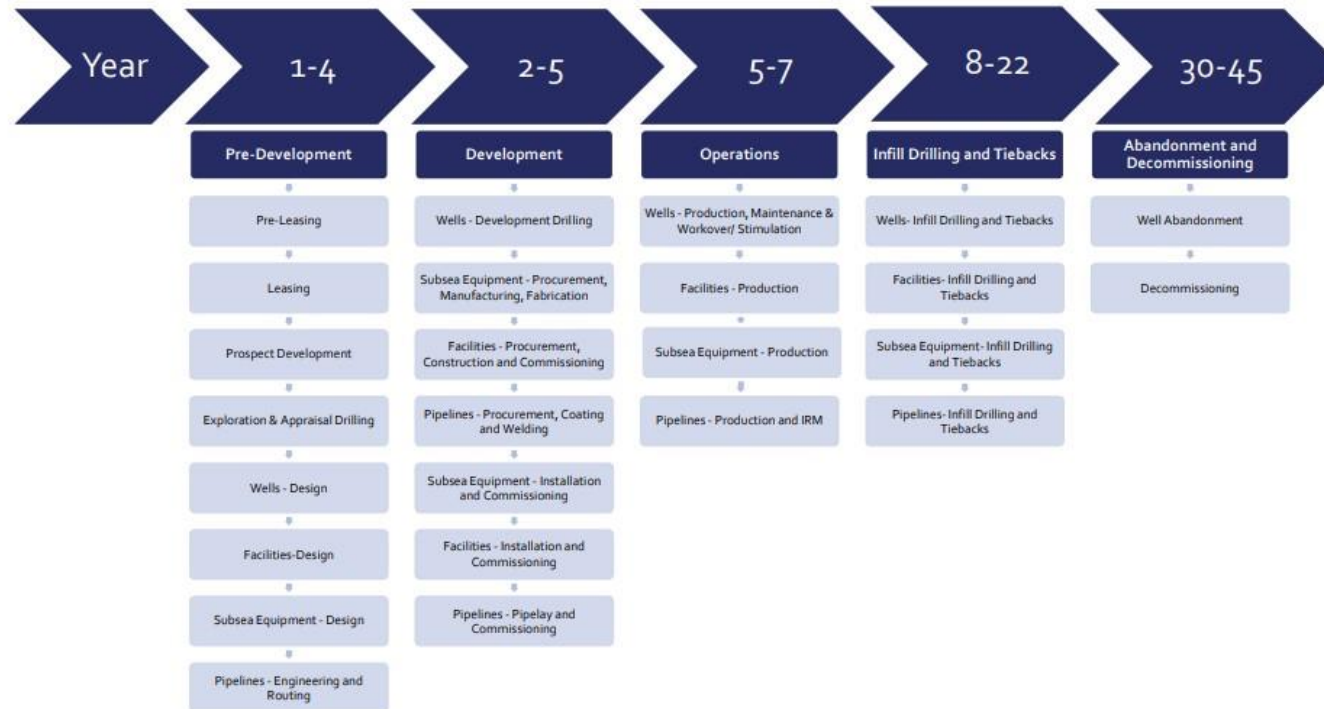 Year
1-4
2-5
5-7
8-22
30-45
Pre-Development
Pre-Leasing
Leasing
Prospect Development
Exploration & Appraisal Drilling
Wells - Design
Facilities-Design
Subsea Equipment - Design
Pipelines - Engineering and
Routing
Development
Wells - Development Drilling
Subsea Equipment - Procurement,
Manufacturing, Fabrication
Facilities - Procurement,
Construction and Commissioning
Pipelines - Procurement, Coating
and Welding
Subsea Equipment - Installation
and Commissioning
Facilities - Installation and
Commissioning
Pipelines - Pipelay and
Commissioning
Operations
Wells - Production, Maintenance &
Workover/ Stimulation
Facilities - Production
Subsea Equipment - Production
Pipelines - Production and IRM
Infill Drilling and Tiebacks
Wells- Infill Drilling and Tiebacks
Facilities- Infill Drilling and
Tiebacks
Subsea Equipment- Infill Drilling
and Tiebacks
Pipelines- Infill Drilling and
Tiebacks
Abandonment and
Decommissioning
Well Abandonment
Decommissioning